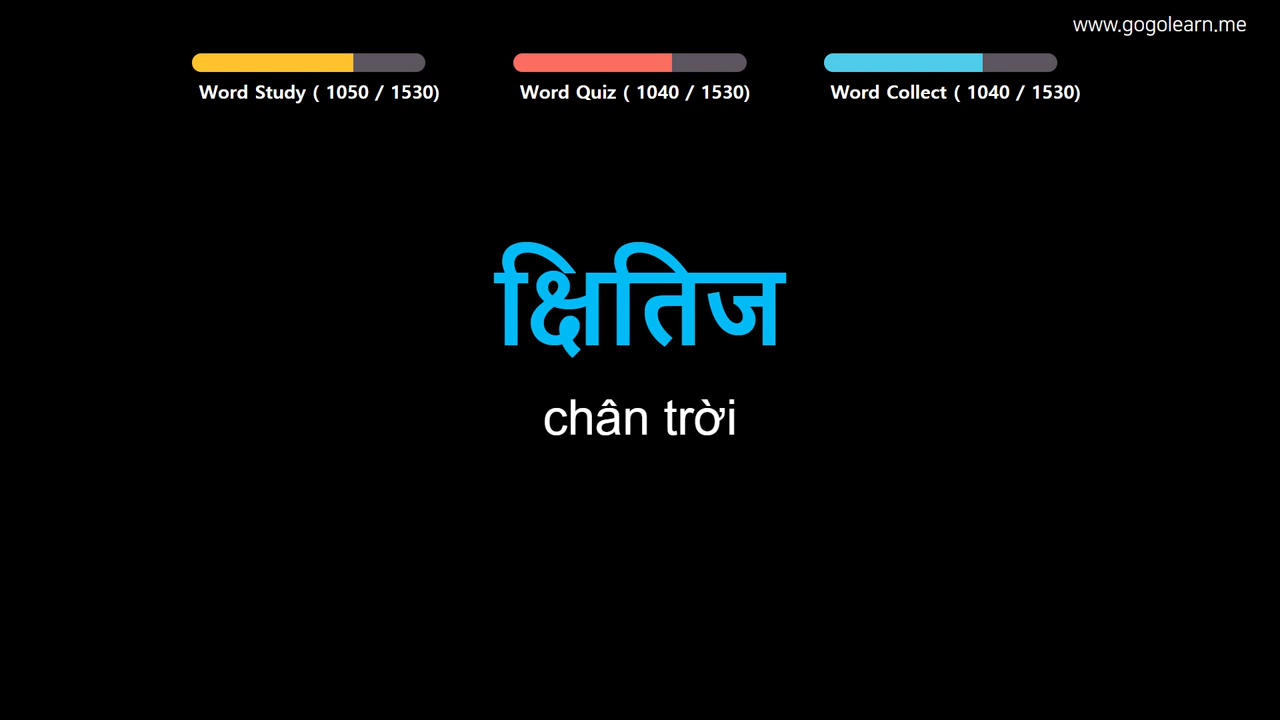 www.gogolearn.me
Word Study ( 1050 / 1530)
Word Quiz ( 1040 / 1530)
Word Collect ( 1040 / 1530)
क्षितिज
chân trời